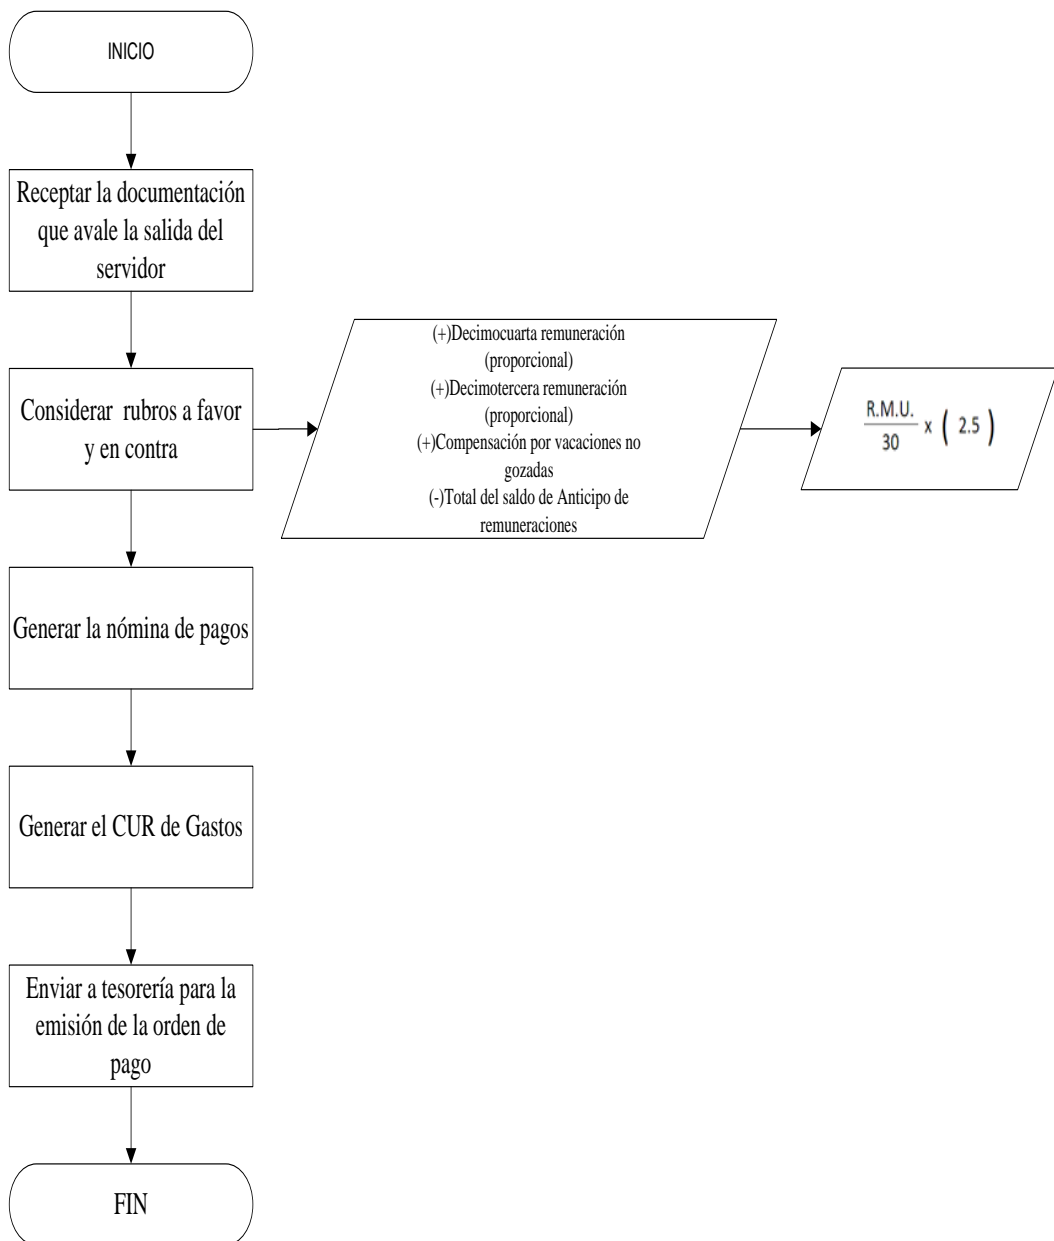 INICIO
Receptar la documentación
que avale la salida del
servidor
Considerar rubros a favor
y en contra
(+)Decimocuarta remuneración
(proporcional)
(+)Decimotercera remuneración
(proporcional)
(+)Compensación por vacaciones no
gozadas
(-)Total del saldo de Anticipo de
remuneraciones
R.M.U.
30
x ( 2.5 )
Generar la nómina de pagos
Generar el CUR de Gastos
Enviar a tesorería para la
emisión de la orden de
pago
FIN